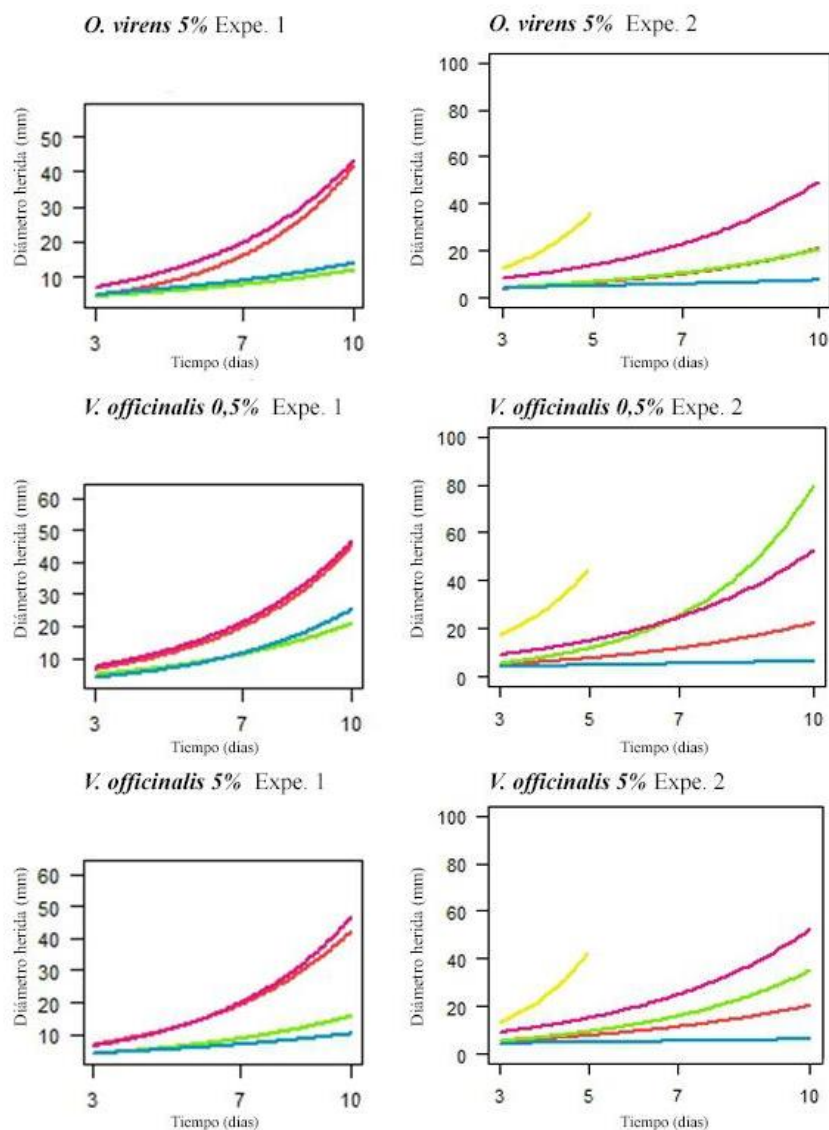 O. virens 5% Expe. 1
Diámetro herida (mm)
50
40
30
20
10
3 7 10
Tiempo (días)
O. virens 5% Expe. 2
Diámetro herida (mm)
100
80
60
40
20
0
3 5 7 10
Tiempo (días)
V. officinalis 0,5% Expe. 1
Diámetro herida (mm)
60
50
40
30
20
10
3 7 10
Tiempo (días)
V. officinalis 0,5% Expe. 2
Diámetro herida (mm)
100
80
60
40
20
0
3 5 7 10
Tiempo (días)
V. officinalis 5% Expe. 1
Diámetro herida (mm)
60
50
40
30
20
10
3 7 10
Tiempo (días)
V. officinalis 5% Expe. 2
Diámetro herida (mm)
100
80
60
40
20
0
3 5 7 10
Tiempo (días)